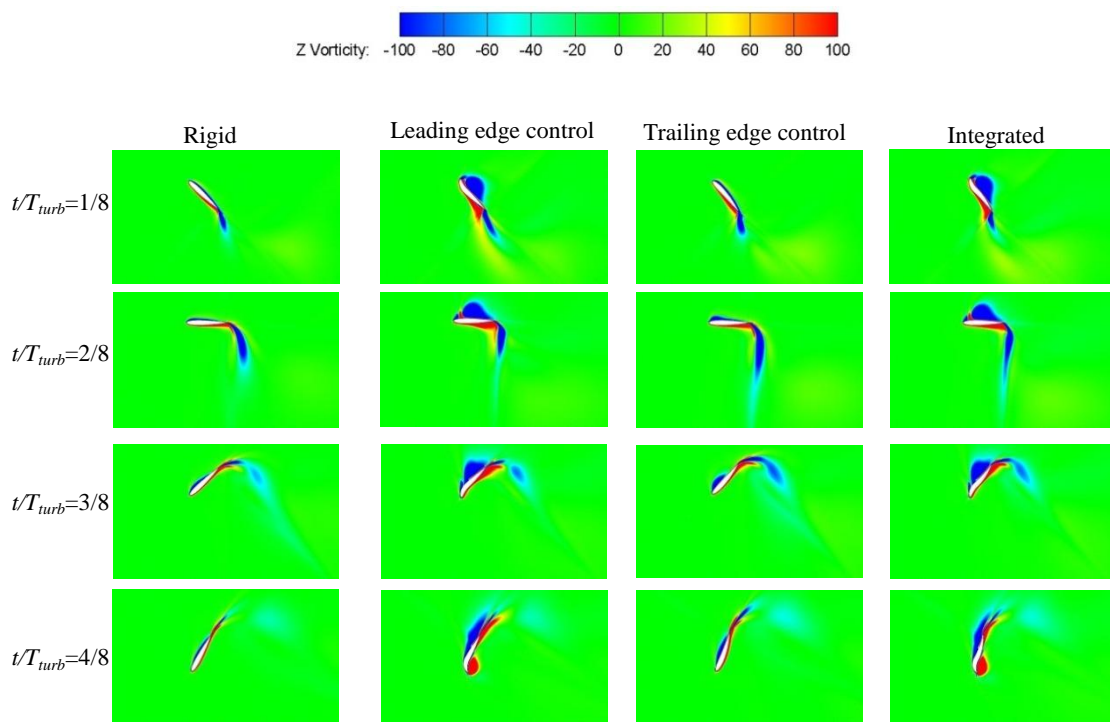 Z Vorticity: -100 -80 -60 -40 -20 0 20 40 60 80 100
Rigid Leading edge control Trailing edge control Integrated
t/Tturb=1/8
t/Tturb=2/8
t/Tturb=3/8
t/Tturb=4/8